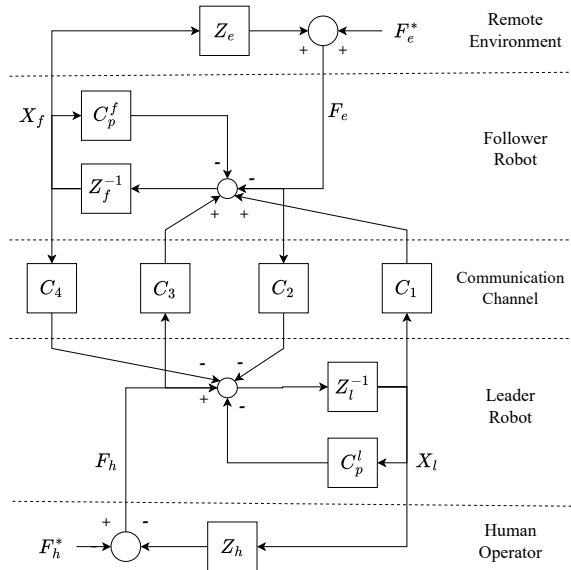 Z_e
F_e^*
Remote
Environment
+ +
X_f
C_p^f
F_e
Follower
Robot
- -
Z_f^{-1}
+ +
C_4
C_3
C_2
C_1
Communication
Channel
- -
Z_l^{-1}
+ -
Leader
Robot
F_h
C_p^l
X_l
+ -
F_h^*
-
Z_h
Human
Operator